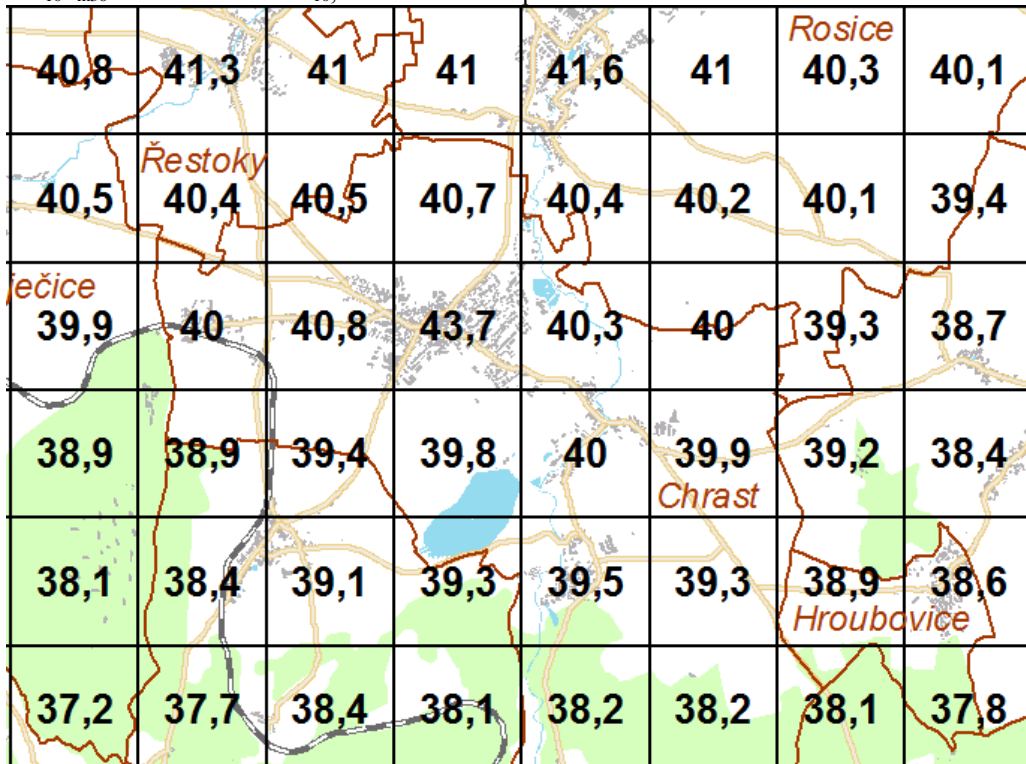 Rosice
40,8 41,3 41 41 41,6 41 40,3 40,1
Řestoky
40,5 40,4 40,5 40,7 40,4 40,2 40,1 39,4
ječice
39,9 40 40,8 43,7 40,3 40 39,3 38,7
38,9 38,9 39,4 39,8 40 39,9 39,2 38,4
Chrast
38,1 38,4 39,1 39,3 39,5 39,3 38,9 38,6
Hroubovice
37,2 37,7 38,4 38,1 38,2 38,2 38,1 37,8